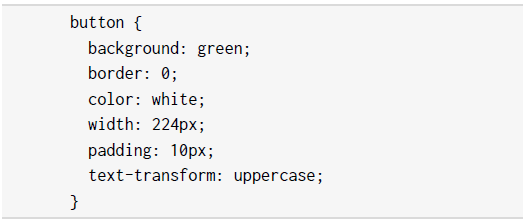 button {
  background: green;
  border: 0;
  color: white;
  width: 224px;
  padding: 10px;
  text-transform: uppercase;
}